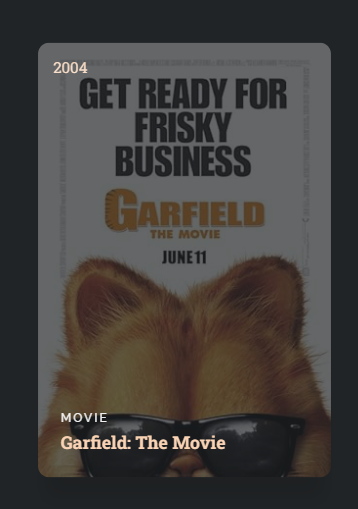 2004
GET READY FOR
FRISKY
BUSINESS
GARFIELD
THE MOVIE
JUNE 11
MOVIE
Garfield: The Movie